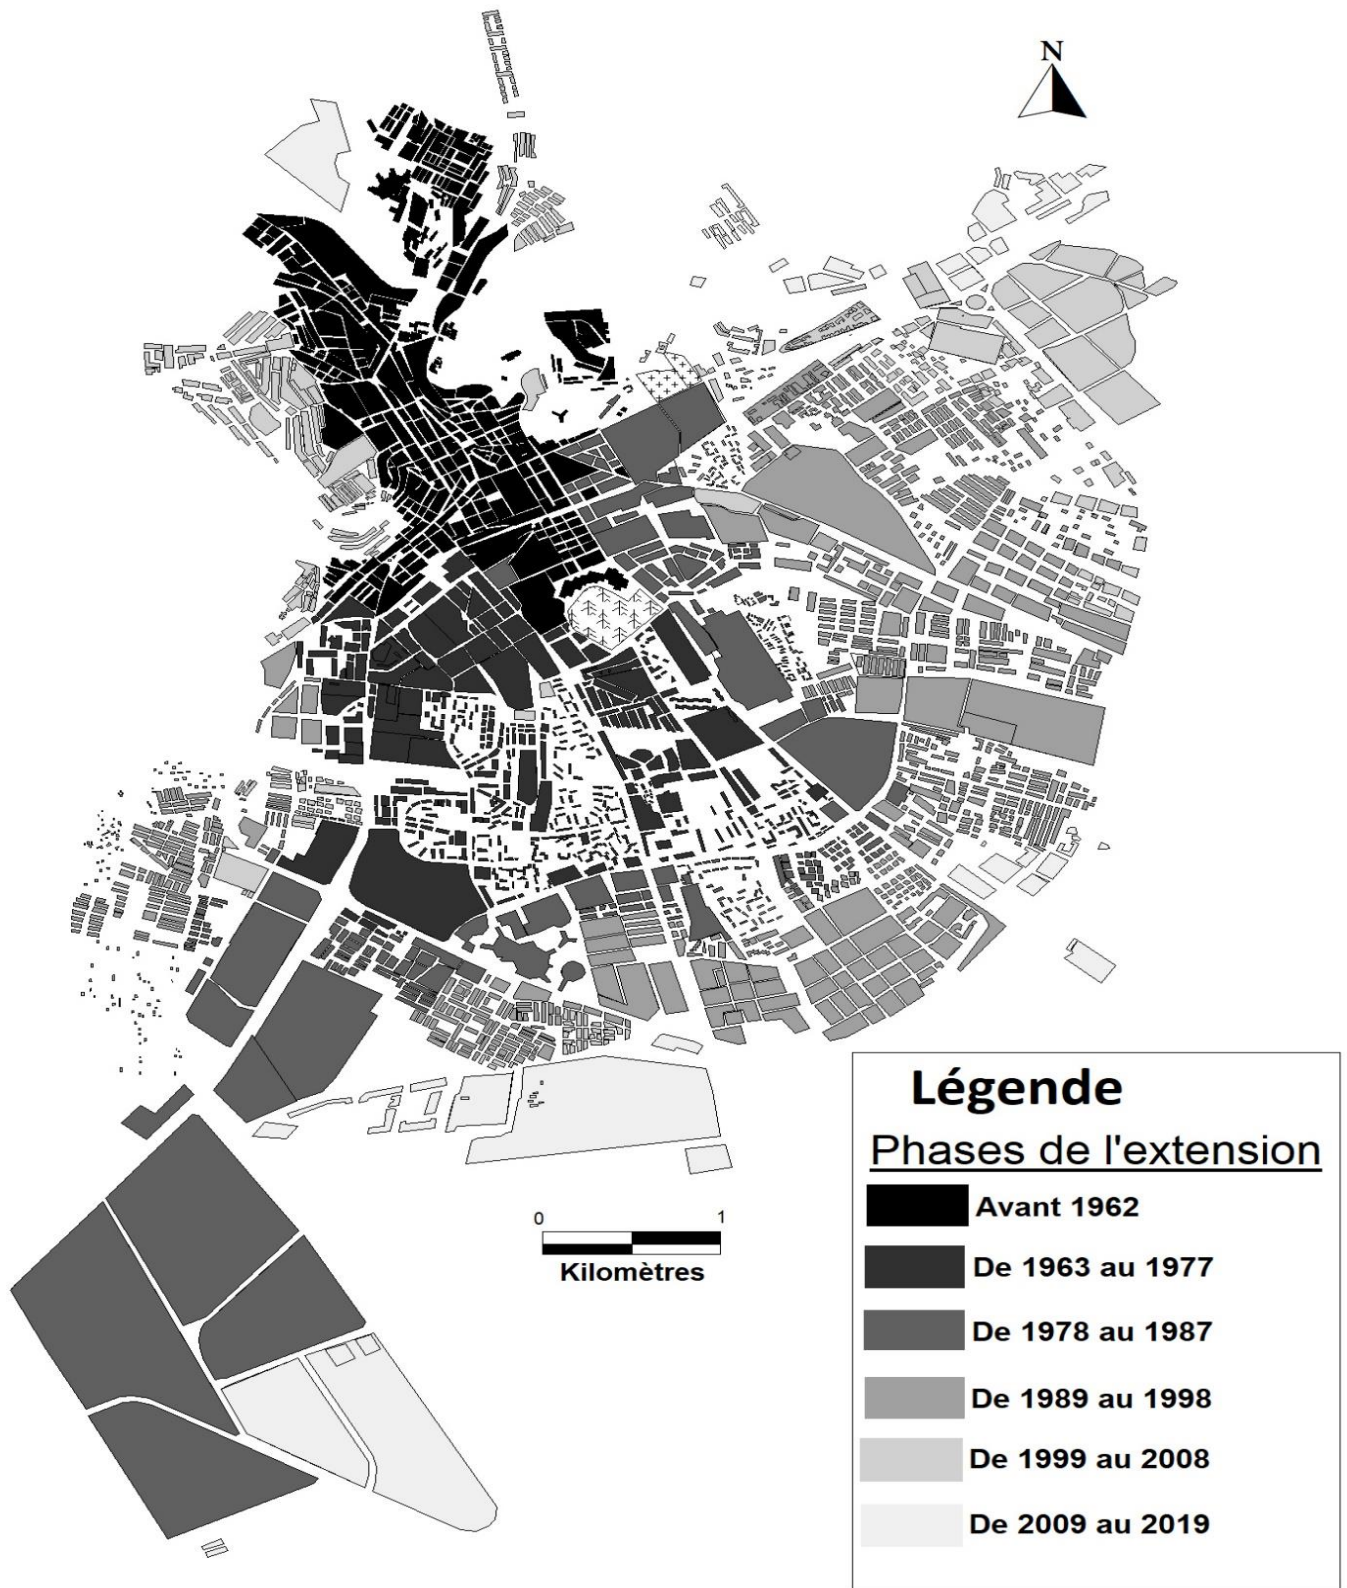 N
0 1
Kilomètres
Légende
Phases de l'extension
Avant 1962
De 1963 au 1977
De 1978 au 1987
De 1989 au 1998
De 1999 au 2008
De 2009 au 2019